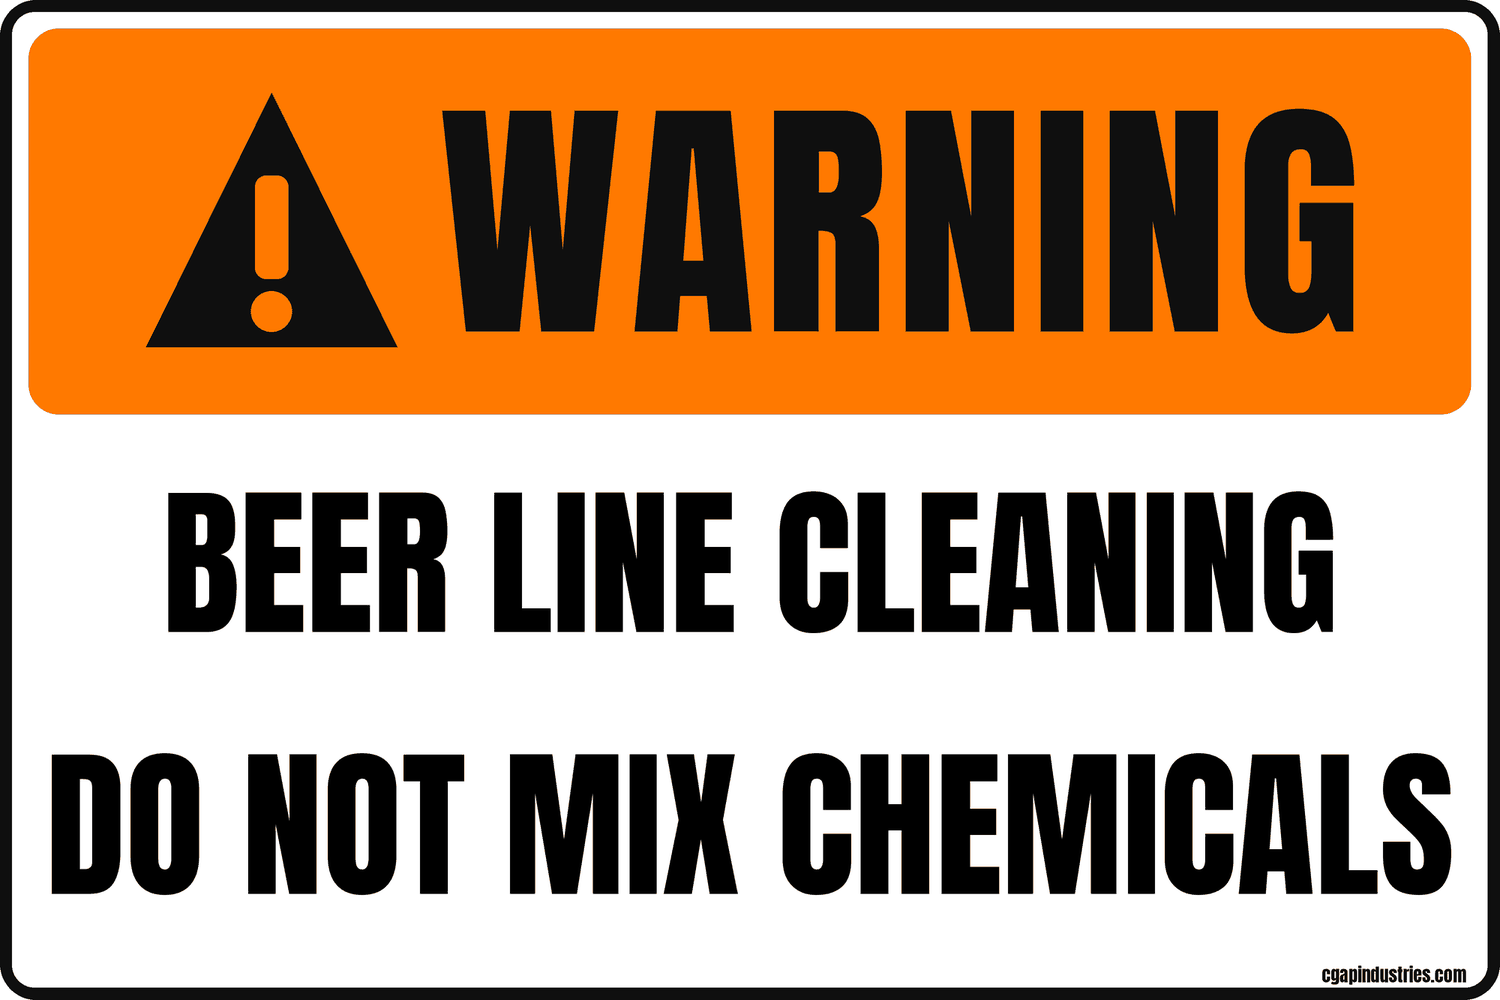 WARNING
BEER LINE CLEANING
DO NOT MIX CHEMICALS
cgapindustries.com